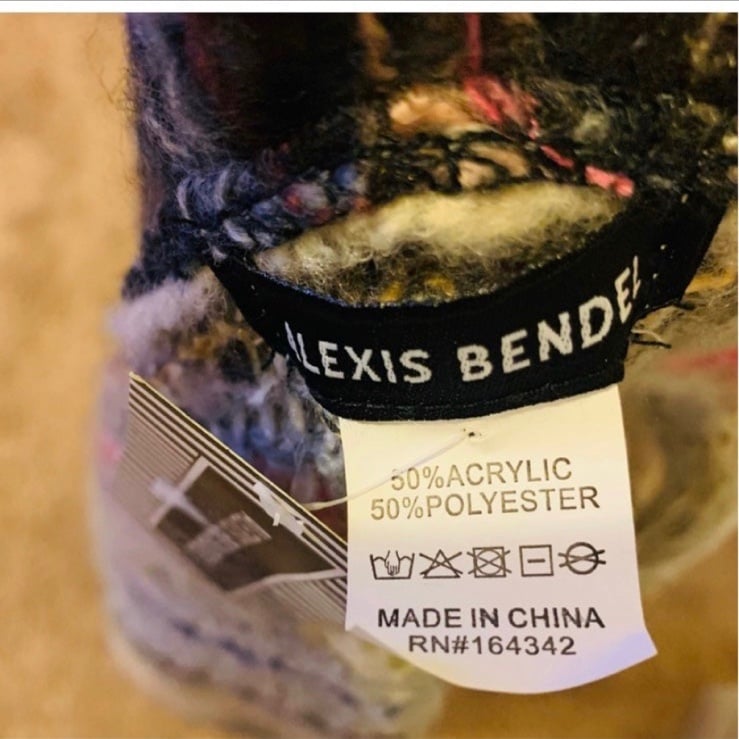 ALEXIS BENDEL
50%ACRYLIC
50%POLYESTER
MADE IN CHINA
RN#164342